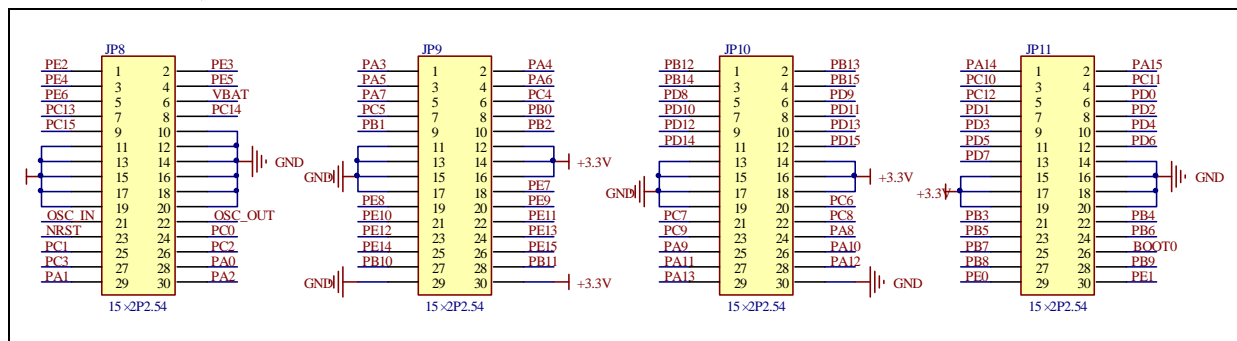 JP8 JP9 JP10 JP11
PE2 1 2 PE3 PA3 1 2 PA4 PB12 1 2 PB13 PA14 1 2 PA15
PE4 3 4 PE5 PA5 3 4 PA6 PB14 3 4 PB15 PC10 3 4 PC11
PE6 5 6 VBAT PA7 5 6 PC4 PD8 5 6 PD9 PC12 5 6 PD0
PC13 7 8 PC14 PC5 7 8 PB0 PD10 7 8 PD11 PD1 7 8 PD2
PC15 9 10 PB1 9 10 PB2 PD12 9 10 PD13 PD3 9 10 PD4
11 12 11 12 PD14 11 12 PD15 PD5 11 12 PD6
13 14 GND 13 14 +3.3V 13 14 PD7 13 14
15 16 GND 15 16 15 16 +3.3V 15 16 GND
17 18 17 18 PE7 GND 17 18 +3.3V 17 18
19 20 PE8 19 20 PE9 19 20 PC6 19 20
OSC_IN 21 22 OSC_OUT PE10 21 22 PE11 PC7 21 22 PC8 PB3 21 22 PB4
NRST 23 24 PC0 PE12 23 24 PE13 PC9 23 24 PA8 PB5 23 24 PB6
PC1 25 26 PC2 PE14 25 26 PE15 PA9 25 26 PA10 PB7 25 26 BOOT0
PC3 27 28 PA0 PB10 27 28 PB11 PA11 27 28 PA12 PB8 27 28 PB9
PA1 29 30 PA2 GND 29 30 +3.3V PA13 29 30 GND PE0 29 30 PE1
15×2P2.54 15×2P2.54 15×2P2.54 15×2P2.54